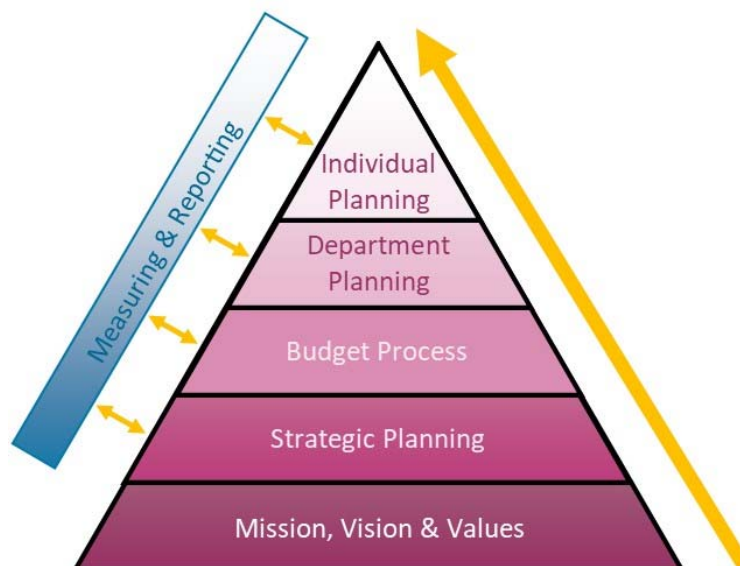 Measuring & Reporting
Individual
Planning
Department
Planning
Budget Process
Strategic Planning
Mission, Vision & Values